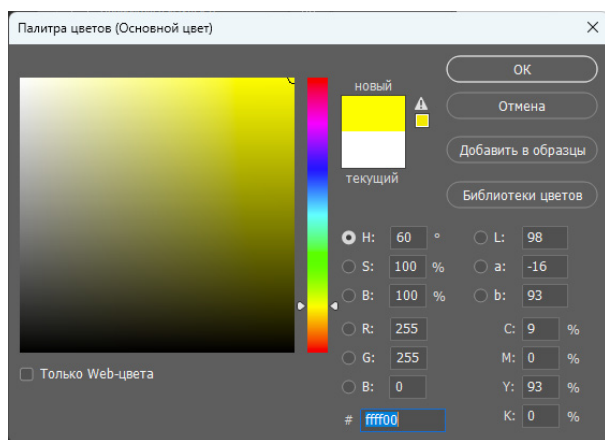 Палитра цветов (Основной цвет)
новый
текущий
ОК
Отмена
Добавить в образцы
Библиотеки цветов
H: 60 °
L: 98
S: 100 %
a: -16
B: 100 %
b: 93
R: 255
C: 9 %
G: 255
M: 0 %
B: 0
Y: 93 %
# ffff00
K: 0 %
Только Web-цвета